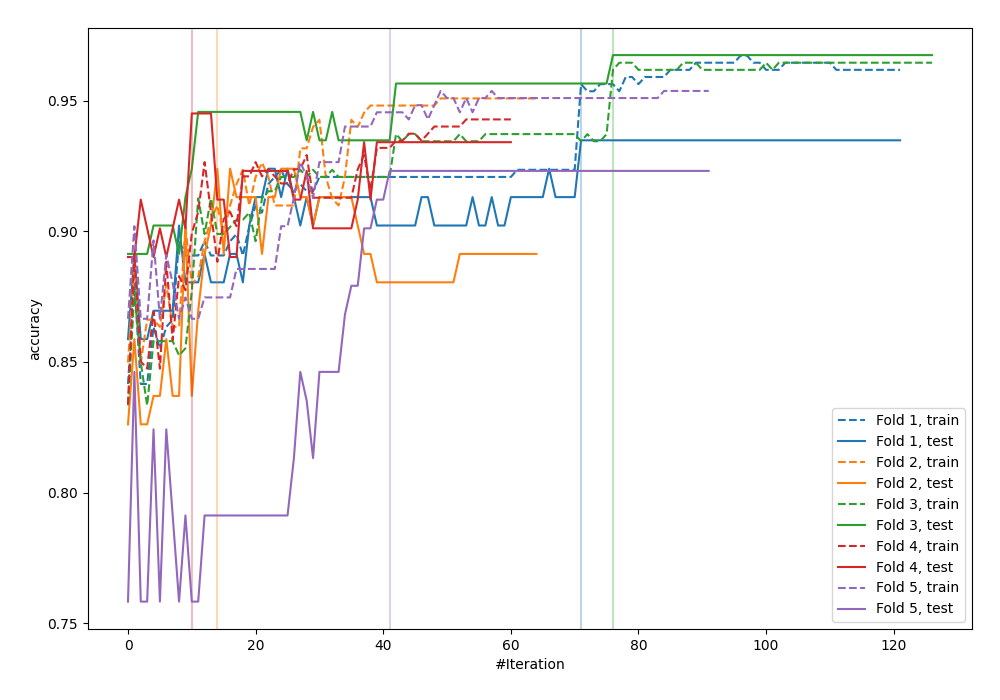 0.95
0.90
0.85
0.80
0.75
accuracy
0
20
40
60
80
100
120
#Iteration
Fold 1, train
Fold 1, test
Fold 2, train
Fold 2, test
Fold 3, train
Fold 3, test
Fold 4, train
Fold 4, test
Fold 5, train
Fold 5, test